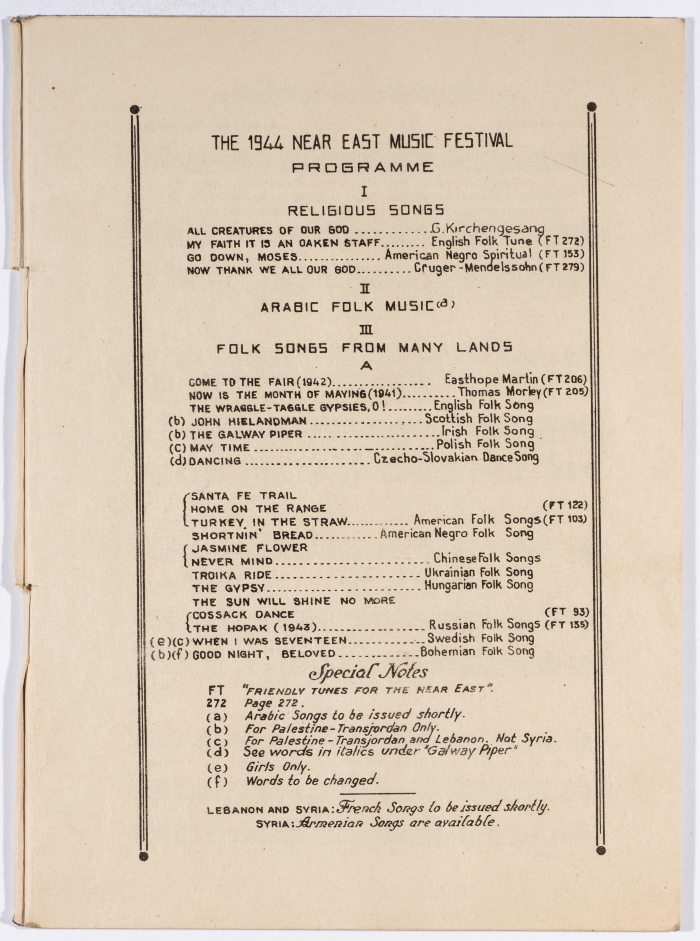 THE 1944 NEAR EAST MUSIC FESTIVAL
PROGRAMME
I
RELIGIOUS SONGS
ALL CREATURES OF OUR GOD ............G.Kirchengesang
MY FAITH IT IS AN OAKEN STAFF........ English Folk Tune (FT 272)
GO DOWN, MOSES............... American Negro Spiritual (FT 153)
NOW THANK WE ALL OUR GOD......... Cruger-Mendelssohn (FT 279)
II
ARABIC FOLK MUSIC(a)
III
FOLK SONGS FROM MANY LANDS
A
COME TO THE FAIR (1942).................. Easthope Martin (FT 206)
NOW IS THE MONTH OF MAYING (1941).......... Thomas Morley (FT 205)
THE WRAGGLE-TAGGLE GYPSIES, O!........ English Folk Song
(b) JOHN HIELANDMAN ..................... Scottish Folk Song
(b) THE GALWAY PIPER ...................... Irish Folk Song
(c) MAY TIME ............................ Polish Folk Song
(d) DANCING ..................... Czecho-Slovakian Dance Song
SANTA FE TRAIL
HOME ON THE RANGE (FT 122)
TURKEY IN THE STRAW........... American Folk Songs (FT 103)
SHORTNIN' BREAD............ American Negro Folk Song
JASMINE FLOWER
NEVER MIND............................ Chinese Folk Songs
TROIKA RIDE........................... Ukrainian Folk Song
THE GYPSY............................. Hungarian Folk Song
THE SUN WILL SHINE NO MORE
COSSACK DANCE (FT 93)
THE HOPAK (1943).................... Russian Folk Songs (FT 135)
(e)(c) WHEN I WAS SEVENTEEN.............. Swedish Folk Song
(b)(f) GOOD NIGHT, BELOVED.............. Bohemian Folk Song
Special Notes
FT "FRIENDLY TUNES FOR THE NEAR EAST".
272 Page 272.
(a) Arabic Songs to be issued shortly.
(b) For Palestine-Transjordan Only.
(c) For Palestine-Transjordan and Lebanon. Not Syria.
(d) See words in italics under "Galway Piper"
(e) Girls Only.
(f) Words to be changed.
LEBANON AND SYRIA: French Songs to be issued shortly.
SYRIA: Armenian Songs are available.